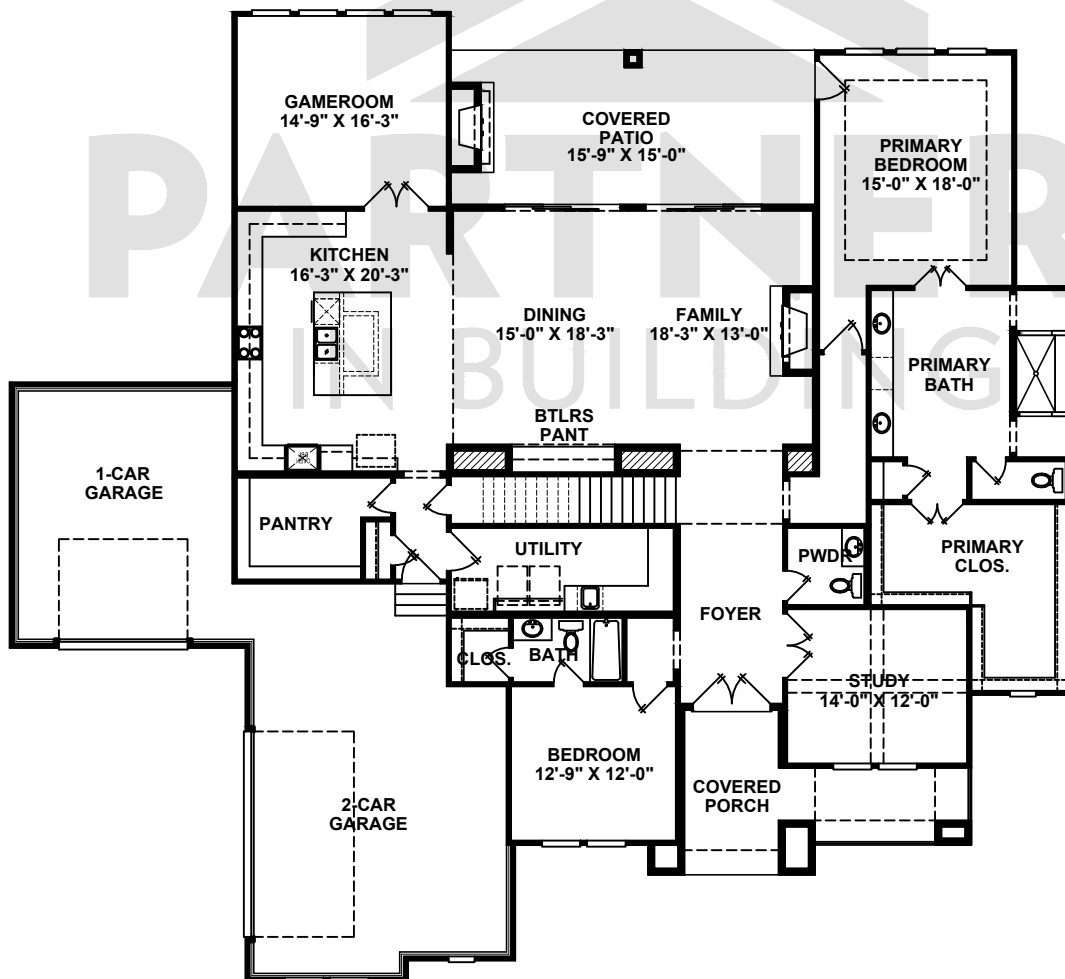 GAMEROOM
14'-9" X 16'-3"
COVERED
PATIO
15'-9" X 15'-0"
PRIMARY
BEDROOM
15'-0" X 18'-0"
PARTNER
KITCHEN
16'-3" X 20'-3"
DINING
15'-0" X 18'-3"
FAMILY
18'-3" X 13'-0"
IN BUILDING
PRIMARY
BATH
BTLRS
PANT
1-CAR
GARAGE
PANTRY
UTILITY
PWDR
PRIMARY
CLOS.
FOYER
CLOS.
BATH
STUDY
14'-0" X 12'-0"
BEDROOM
12'-9" X 12'-0"
COVERED
PORCH
2-CAR
GARAGE